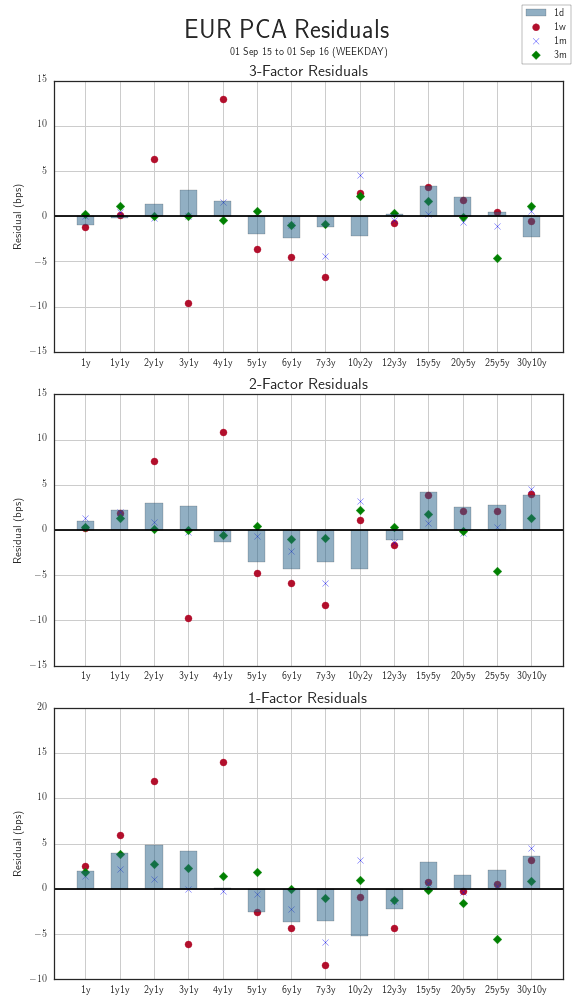 EUR PCA Residuals
01 Sep 15 to 01 Sep 16 (WEEKDAY)
1d
1w
1m
3m
3-Factor Residuals
Residual (bps)
15
10
5
0
−5
−10
−15
1y 1y1y 2y1y 3y1y 4y1y 5y1y 6y1y 7y3y 10y2y 12y3y 15y5y 20y5y 25y5y 30y10y
2-Factor Residuals
Residual (bps)
15
10
5
0
−5
−10
−15
1y 1y1y 2y1y 3y1y 4y1y 5y1y 6y1y 7y3y 10y2y 12y3y 15y5y 20y5y 25y5y 30y10y
1-Factor Residuals
Residual (bps)
20
15
10
5
0
−5
−10
1y 1y1y 2y1y 3y1y 4y1y 5y1y 6y1y 7y3y 10y2y 12y3y 15y5y 20y5y 25y5y 30y10y